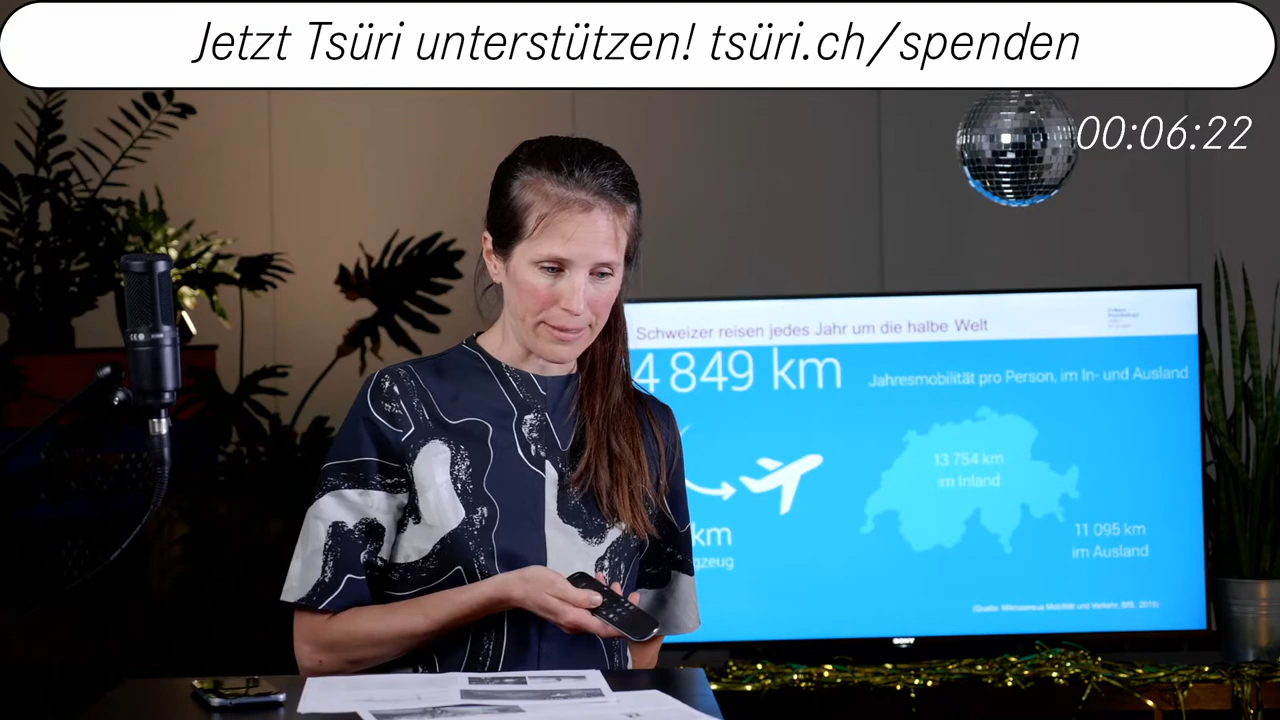 Jetzt Tsüri unterstützen! tsüri.ch/spenden
00:06:22
Schweizer reisen jedes Jahr um die halbe Welt
4 849 km
Jahresmobilität pro Person, im In- und Ausland
13 754 km
im Inland
km
gzeug
11 095 km
im Ausland
(Quelle: Mikrozensus Mobilität und Verkehr, BFS, 2015)
SONY